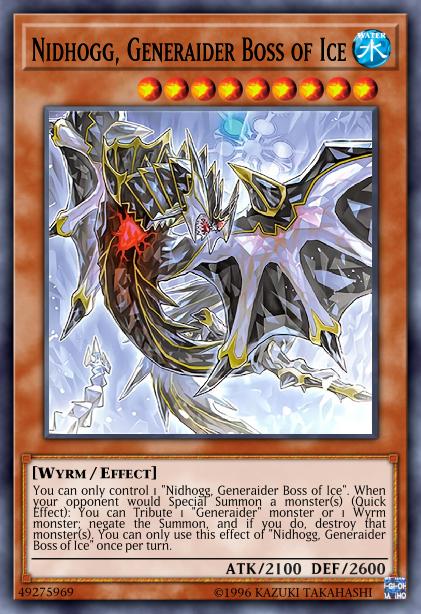 Nidhogg, Generaider Boss of Ice
WATER
水
[Wyrm / Effect]
You can only control 1 "Nidhogg, Generaider Boss of Ice". When
your opponent would Special Summon a monster(s) (Quick
Effect): You can Tribute 1 "Generaider" monster or 1 Wyrm
monster; negate the Summon, and if you do, destroy that
monster(s). You can only use this effect of "Nidhogg, Generaider
Boss of Ice" once per turn.
ATK/2100 DEF/2600
49275969
©1996 KAZUKI TAKAHASHI